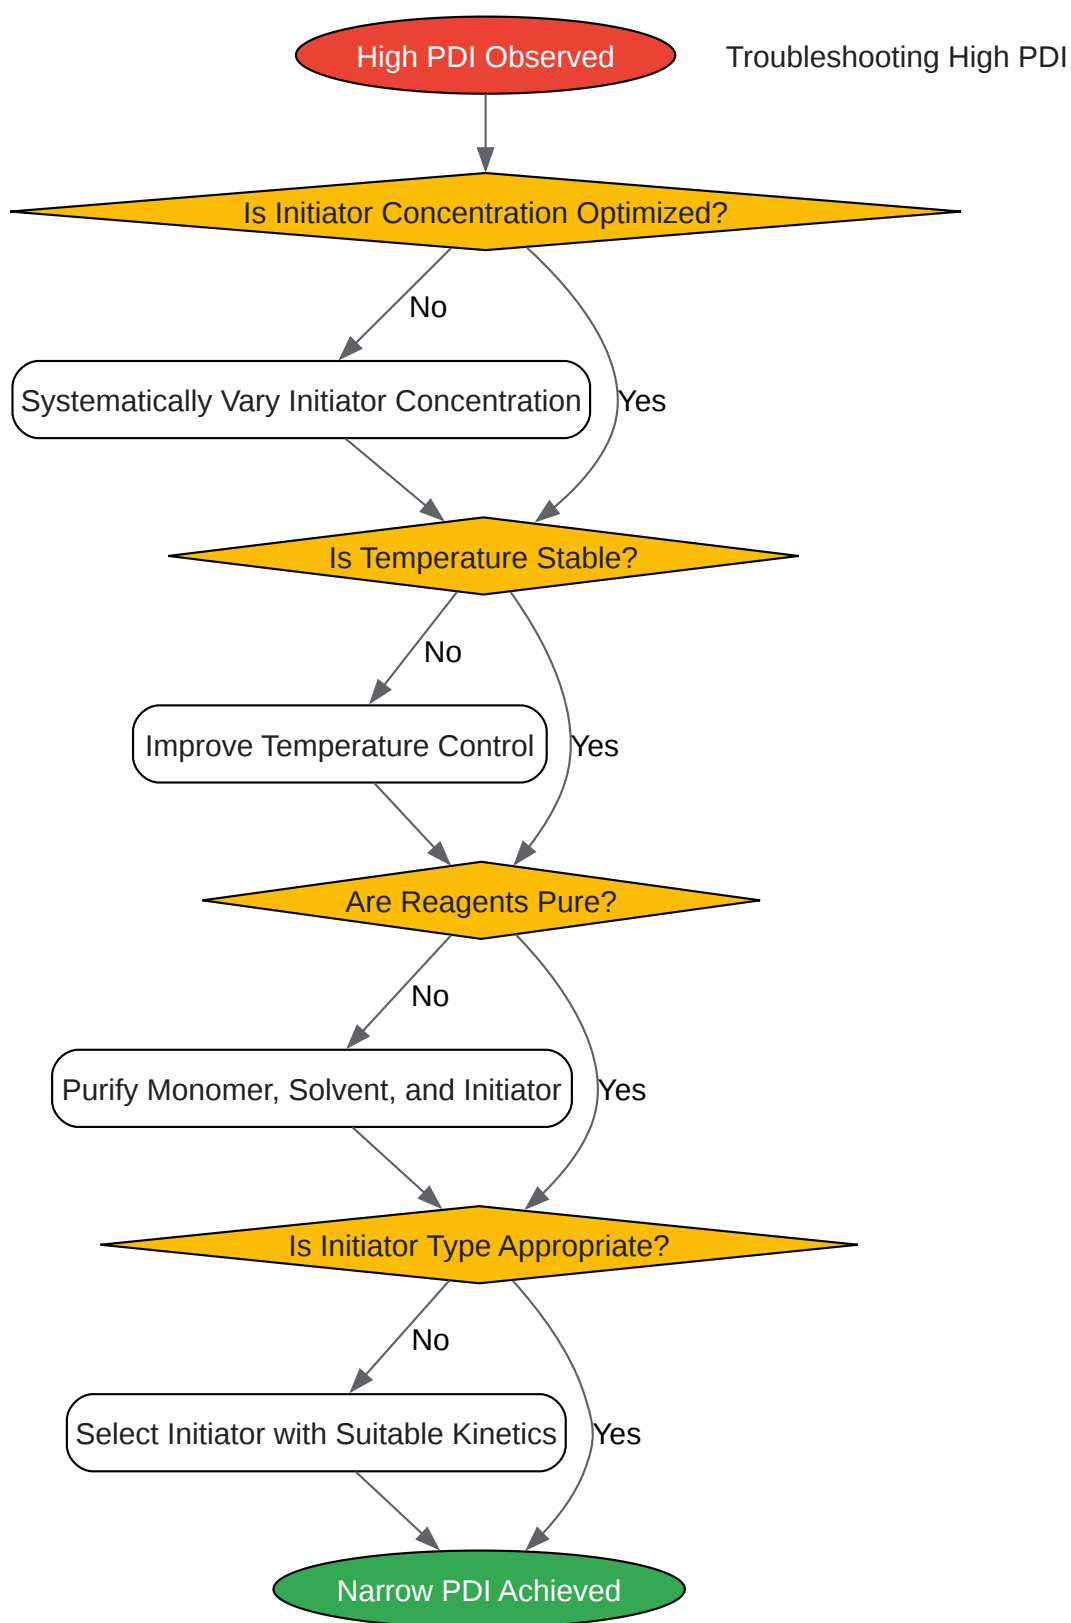 High PDI Observed
Troubleshooting High PDI
Is Initiator Concentration Optimized?
No
Systematically Vary Initiator Concentration
Yes
Is Temperature Stable?
No
Improve Temperature Control
Yes
Are Reagents Pure?
No
Purify Monomer, Solvent, and Initiator
Yes
Is Initiator Type Appropriate?
No
Select Initiator with Suitable Kinetics
Yes
Narrow PDI Achieved